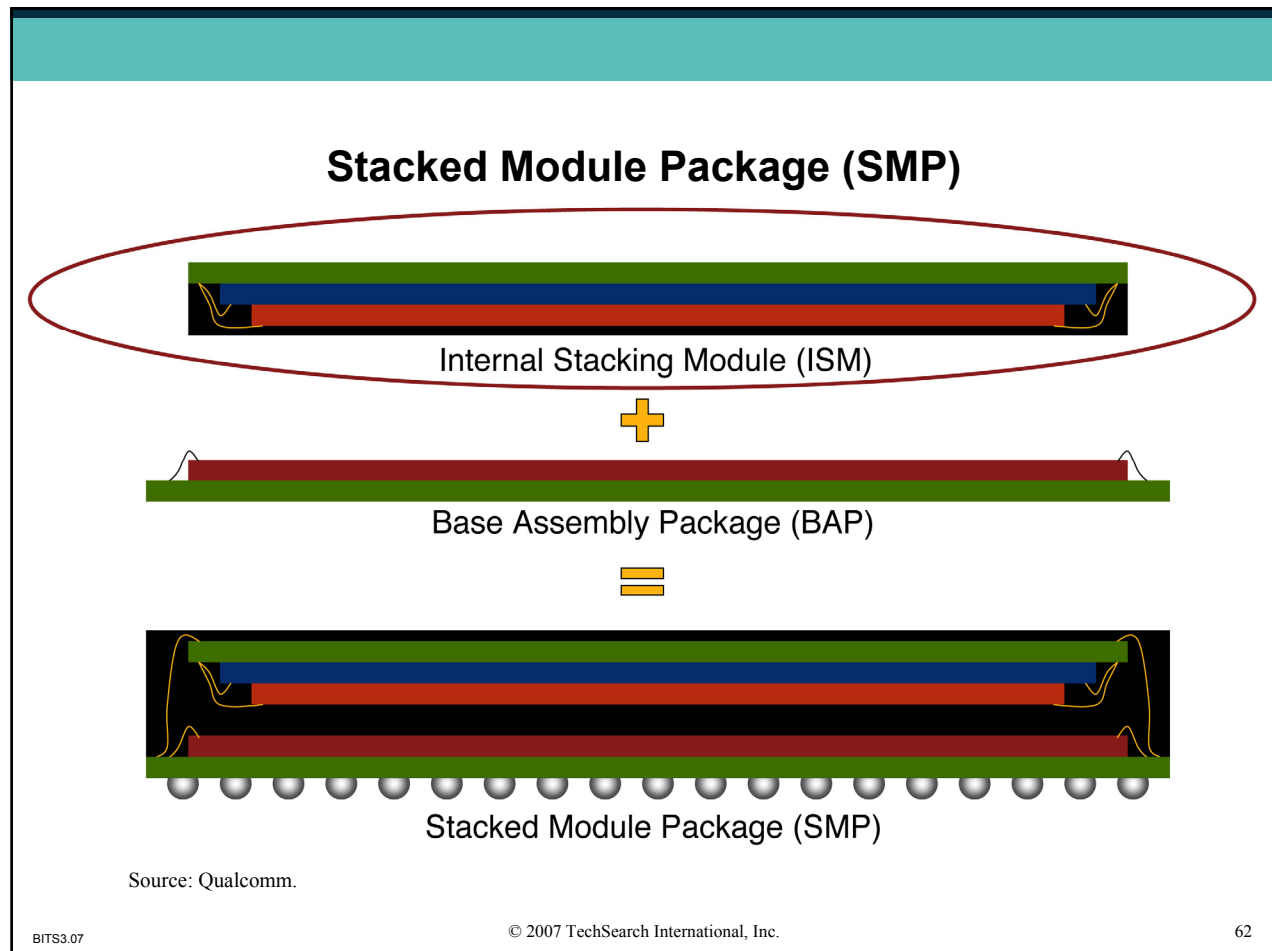 Stacked Module Package (SMP)
Internal Stacking Module (ISM)
Base Assembly Package (BAP)
Stacked Module Package (SMP)
Source: Qualcomm.
BITS3.07
© 2007 TechSearch International, Inc.
62